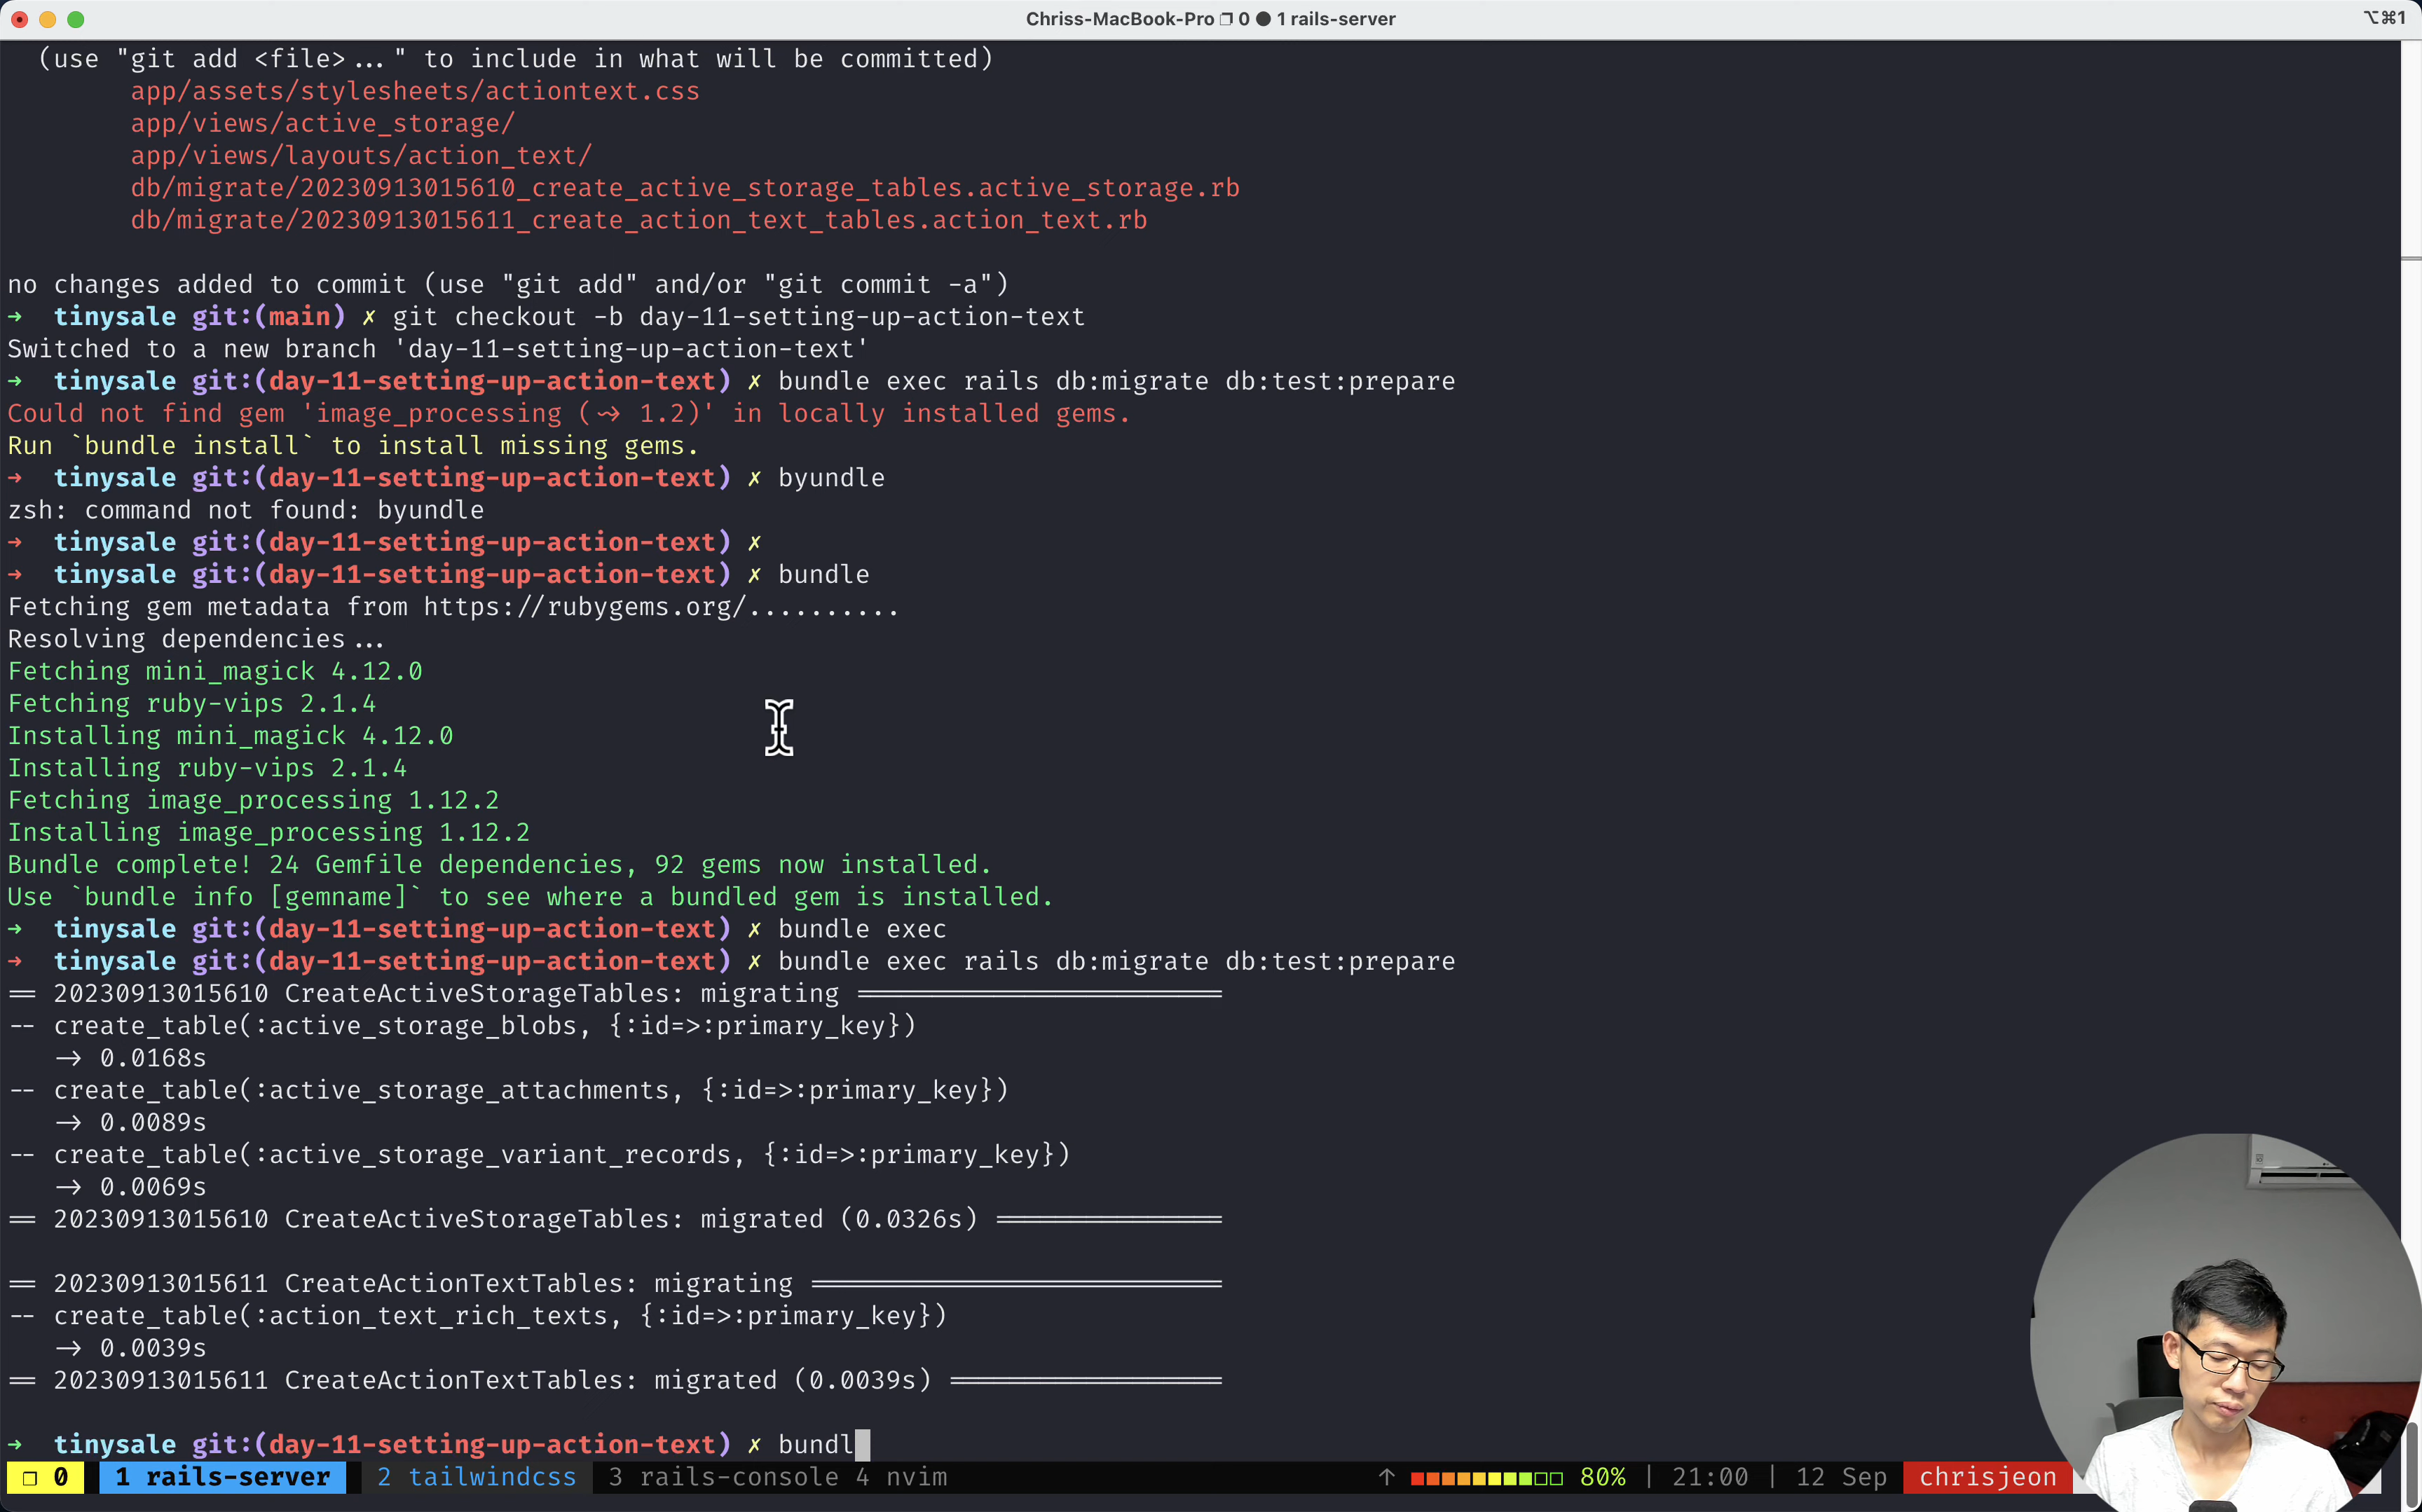 Chriss-MacBook-Pro ❐ 0 ● 1 rails-server
⌥⌘1
(use "git add <file>..." to include in what will be committed)
app/assets/stylesheets/actiontext.css
app/views/active_storage/
app/views/layouts/action_text/
db/migrate/20230913015610_create_active_storage_tables.active_storage.rb
db/migrate/20230913015611_create_action_text_tables.action_text.rb
no changes added to commit (use "git add" and/or "git commit -a")
→ tinysale git:(main) ✗ git checkout -b day-11-setting-up-action-text
Switched to a new branch 'day-11-setting-up-action-text'
→ tinysale git:(day-11-setting-up-action-text) ✗ bundle exec rails db:migrate db:test:prepare
Could not find gem 'image_processing (~> 1.2)' in locally installed gems.
Run `bundle install` to install missing gems.
→ tinysale git:(day-11-setting-up-action-text) ✗ byundle
zsh: command not found: byundle
→ tinysale git:(day-11-setting-up-action-text) ✗
→ tinysale git:(day-11-setting-up-action-text) ✗ bundle
Fetching gem metadata from https://rubygems.org/..........
Resolving dependencies...
Fetching mini_magick 4.12.0
Fetching ruby-vips 2.1.4
Installing mini_magick 4.12.0
Installing ruby-vips 2.1.4
Fetching image_processing 1.12.2
Installing image_processing 1.12.2
Bundle complete! 24 Gemfile dependencies, 92 gems now installed.
Use `bundle info [gemname]` to see where a bundled gem is installed.
→ tinysale git:(day-11-setting-up-action-text) ✗ bundle exec
→ tinysale git:(day-11-setting-up-action-text) ✗ bundle exec rails db:migrate db:test:prepare
== 20230913015610 CreateActiveStorageTables: migrating ========================
-- create_table(:active_storage_blobs, {:id=>:primary_key})
-> 0.0168s
-- create_table(:active_storage_attachments, {:id=>:primary_key})
-> 0.0089s
-- create_table(:active_storage_variant_records, {:id=>:primary_key})
-> 0.0069s
== 20230913015610 CreateActiveStorageTables: migrated (0.0326s) ===============
== 20230913015611 CreateActionTextTables: migrating ===========================
-- create_table(:action_text_rich_texts, {:id=>:primary_key})
-> 0.0039s
== 20230913015611 CreateActionTextTables: migrated (0.0039s) ==================
→ tinysale git:(day-11-setting-up-action-text) ✗ bundl
❐ 0 1 rails-server 2 tailwindcss 3 rails-console 4 nvim ↑ 80% | 21:00 | 12 Sep chrisjeon